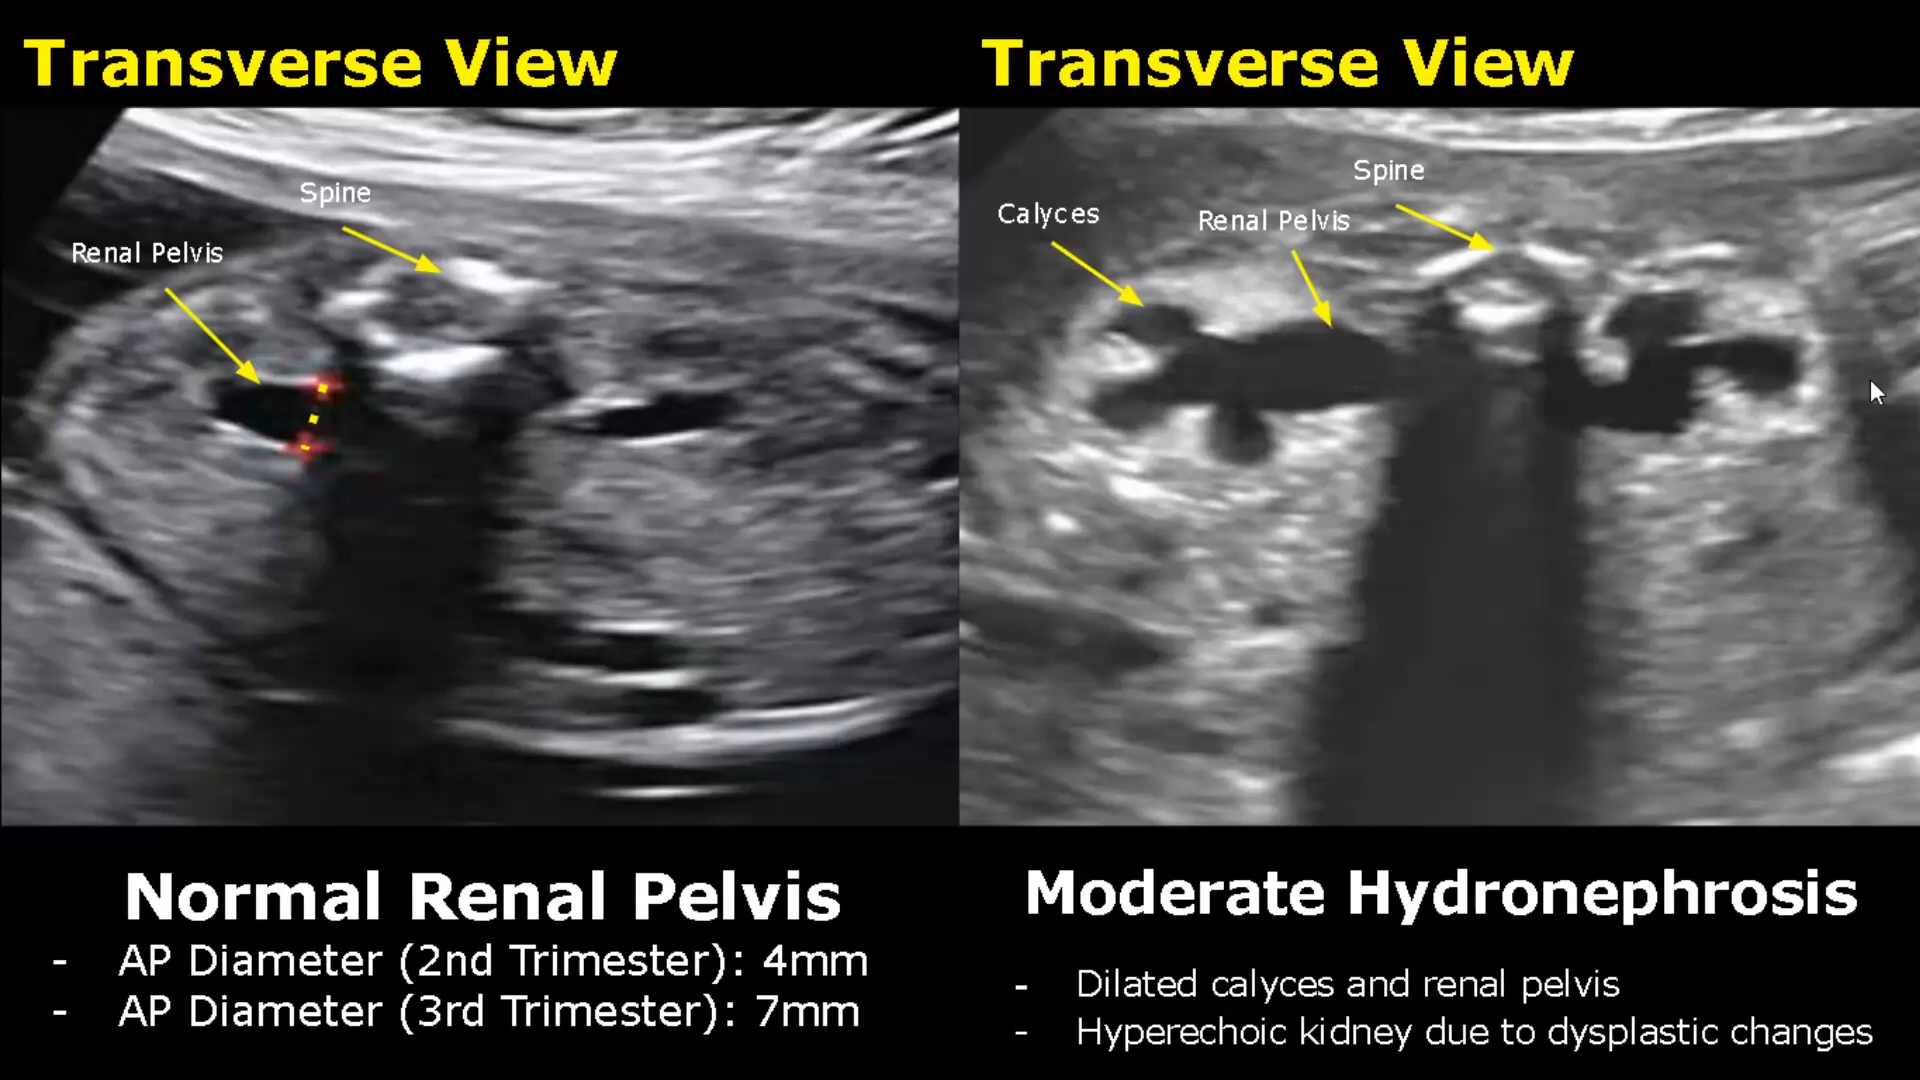 Transverse View
Spine
Renal Pelvis
Normal Renal Pelvis
- AP Diameter (2nd Trimester): 4mm
- AP Diameter (3rd Trimester): 7mm
Transverse View
Spine
Calyces
Renal Pelvis
Moderate Hydronephrosis
- Dilated calyces and renal pelvis
- Hyperechoic kidney due to dysplastic changes